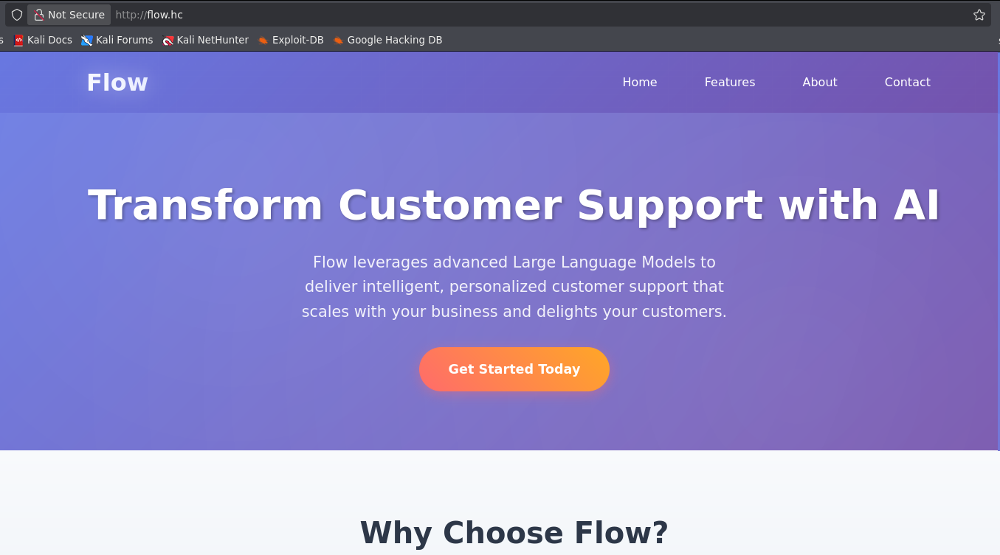 Not Secure http://flow.hc
s Kali Docs Kali Forums Kali NetHunter Exploit-DB Google Hacking DB
Flow Home Features About Contact
Transform Customer Support with AI
Flow leverages advanced Large Language Models to
deliver intelligent, personalized customer support that
scales with your business and delights your customers.
Get Started Today
Why Choose Flow?